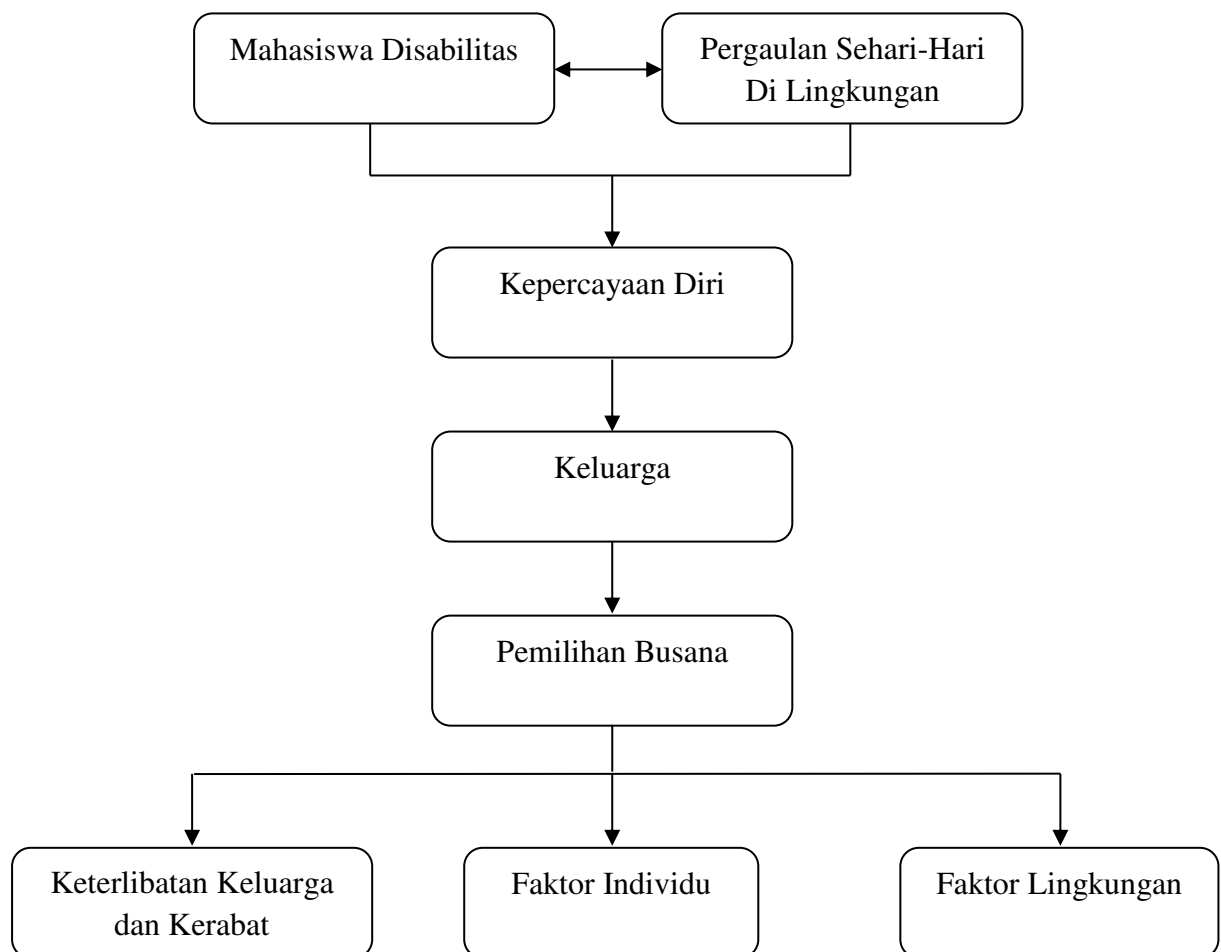 Mahasiswa Disabilitas
Pergaulan Sehari-Hari
Di Lingkungan
Kepercayaan Diri
Keluarga
Pemilihan Busana
Keterlibatan Keluarga
dan Kerabat
Faktor Individu
Faktor Lingkungan